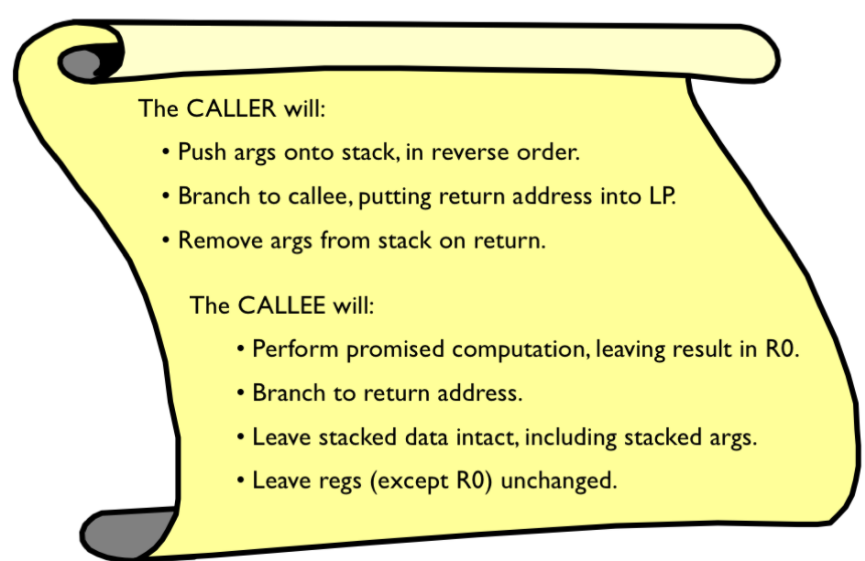 The CALLER will:
• Push args onto stack, in reverse order.
• Branch to callee, putting return address into LP.
• Remove args from stack on return.
The CALLEE will:
• Perform promised computation, leaving result in R0.
• Branch to return address.
• Leave stacked data intact, including stacked args.
• Leave regs (except R0) unchanged.